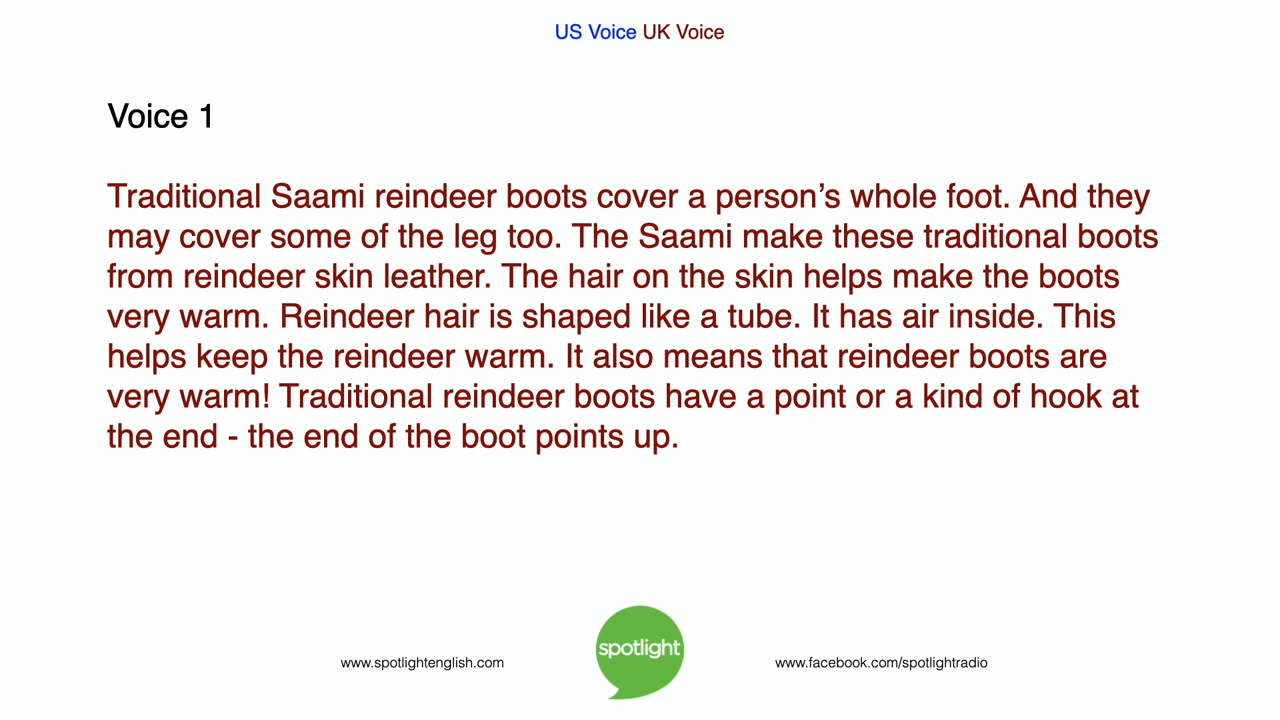 US Voice UK Voice
Voice 1
Traditional Saami reindeer boots cover a person’s whole foot. And they
may cover some of the leg too. The Saami make these traditional boots
from reindeer skin leather. The hair on the skin helps make the boots
very warm. Reindeer hair is shaped like a tube. It has air inside. This
helps keep the reindeer warm. It also means that reindeer boots are
very warm! Traditional reindeer boots have a point or a kind of hook at
the end - the end of the boot points up.
www.spotlightenglish.com
spotlight
www.facebook.com/spotlightradio